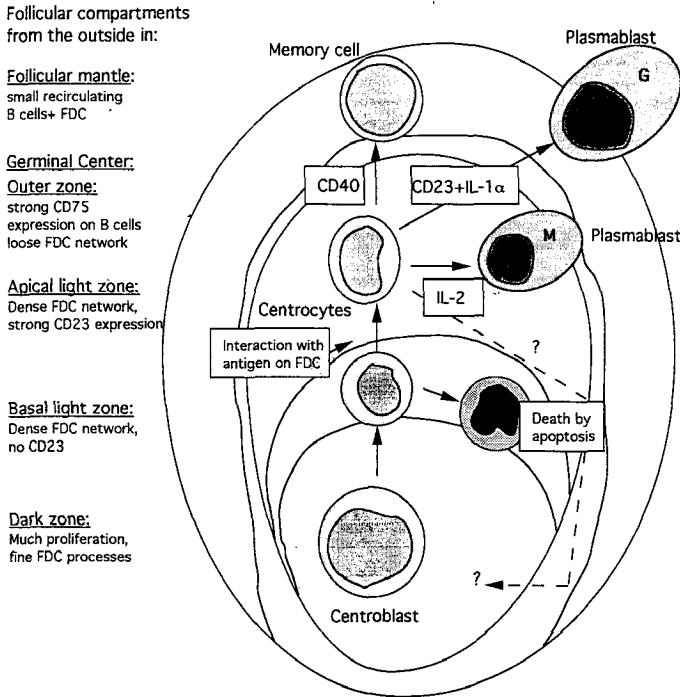 Follicular compartments
from the outside in:
Follicular mantle:
small recirculating
B cells+ FDC
Germinal Center:
Outer zone:
strong CD75
expression on B cells
loose FDC network
Apical light zone:
Dense FDC network,
strong CD23 expression
Basal light zone:
Dense FDC network,
no CD23
Dark zone:
Much proliferation,
fine FDC processes
Memory cell
Plasmablast
G
CD40
CD23+IL-1α
M
Plasmablast
IL-2
Centrocytes
Interaction with
antigen on FDC
?
Death by
apoptosis
?
Centroblast